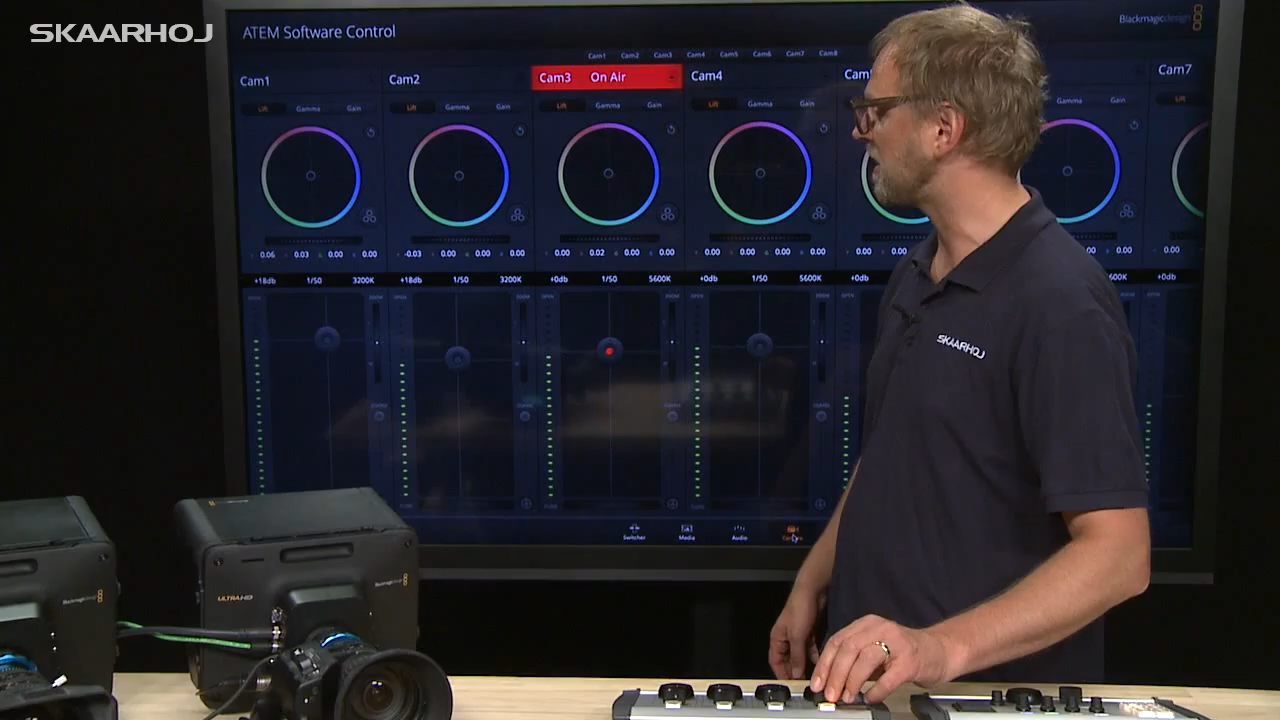 SKAARHOJ
ATEM Software Control
Blackmagicdesign
Cam1 Cam2 Cam3 Cam4 Cam5 Cam6 Cam7 Cam8
Cam1 Cam2 Cam3 On Air Cam4 Cam Cam7
Lift Gamma Gain Lift Gamma Gain Lift Gamma Gain Lift Gamma Gain Gamma Gain Lift
0.06 0.03 0.00 0.00 -0.03 0.00 0.00 0.00 0.00 0.02 0.00 0.00 0.00 0.00 0.00 0.00 0.00 0.00 0.00
+18db 1/50 3200K +18db 1/50 3200K +0db 1/50 5600K +0db 1/50 5600K +0db 600K +0db
SKAARHOJ
Switcher Media Audio Camera
Blackmagicdesign
ULTRA HD
Blackmagicdesign